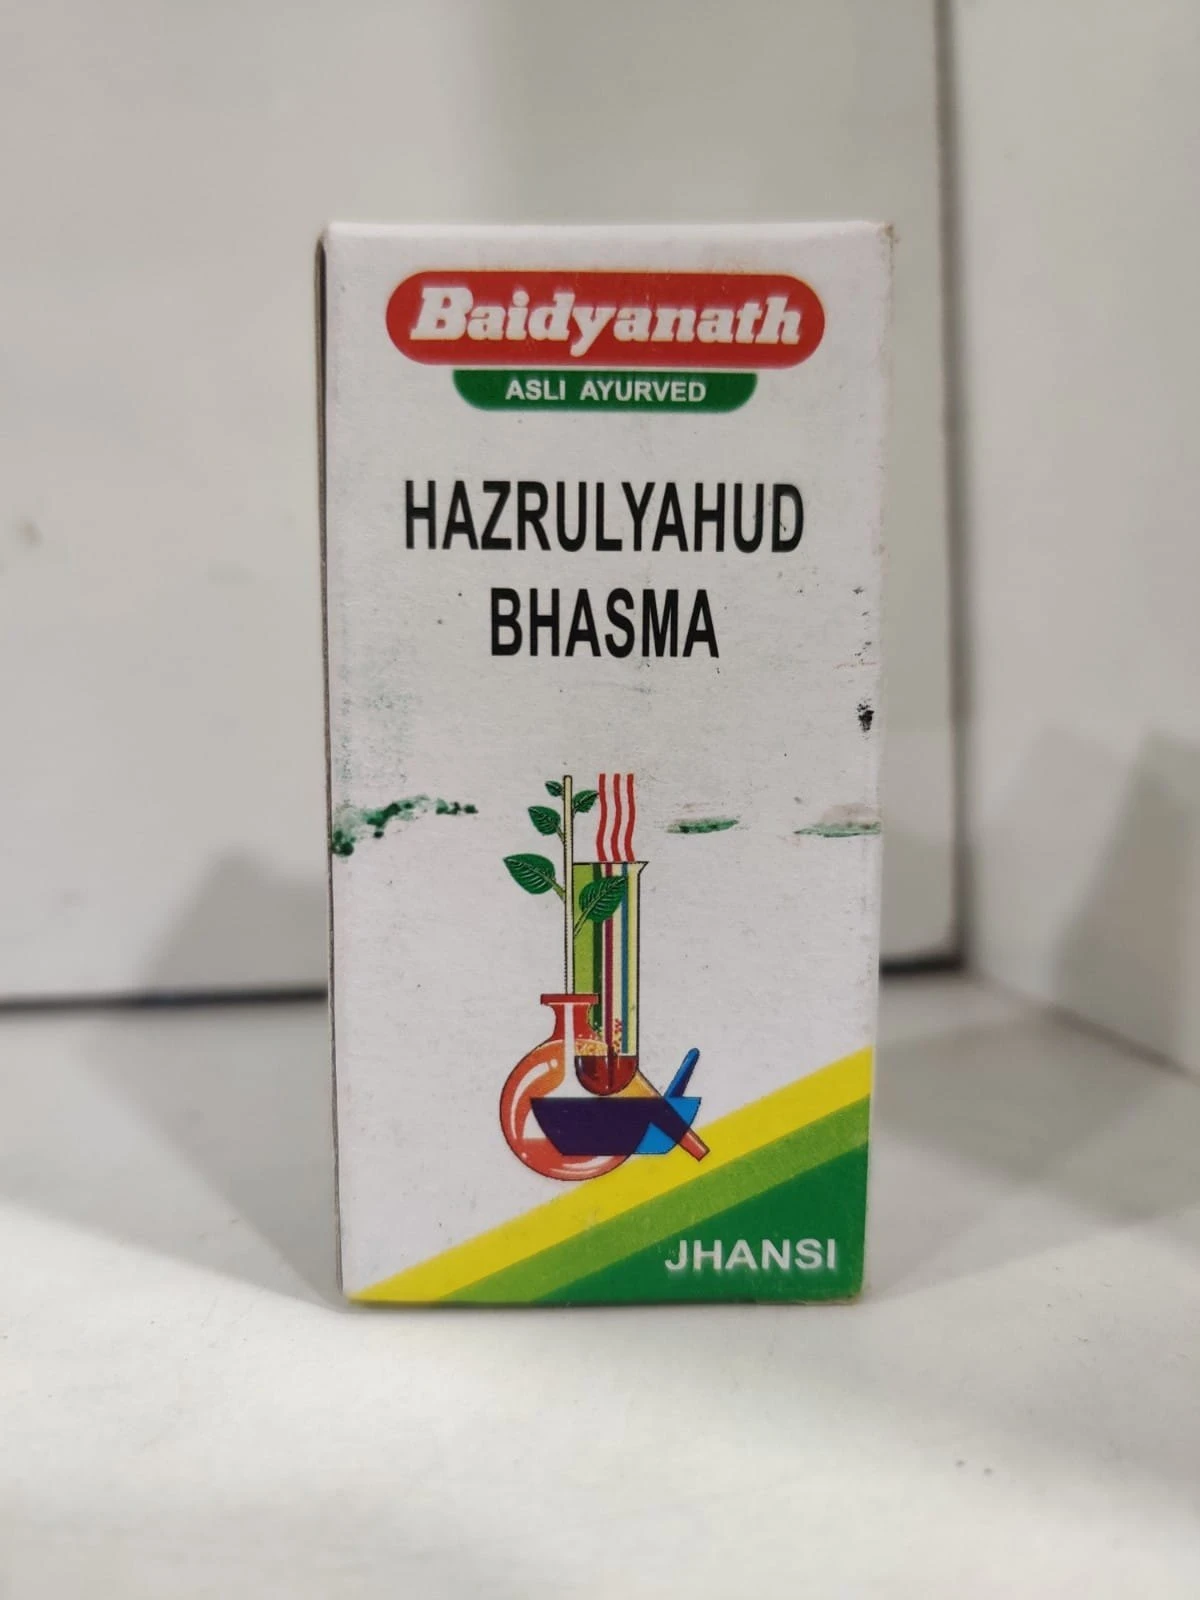 Baidyanath
ASLI AYURVED
HAZRULYAHUD
BHASMA
JHANSI